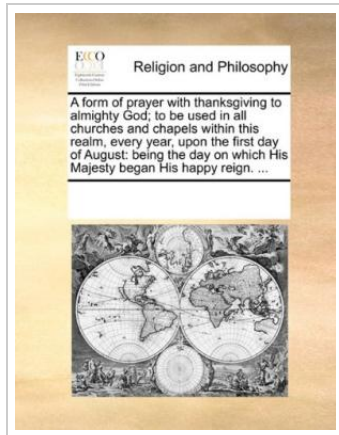 ECCO
Religion and Philosophy
A form of prayer with thanksgiving to
almighty God; to be used in all
churches and chapels within this
realm, every year, upon the first day
of August: being the day on which His
Majesty began His happy reign. ...